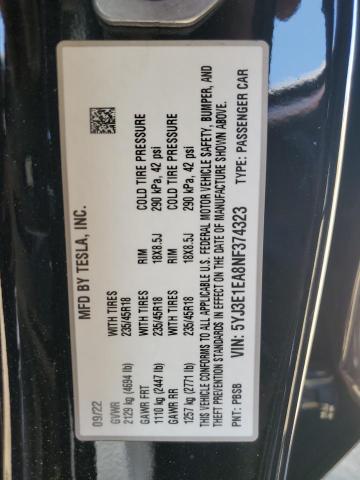 MFD BY TESLA, INC.
09/22
GVWR
2129 kg (4694 lb)
GAWR FRT WITH TIRES RIM COLD TIRE PRESSURE
1110 kg (2447 lb) 235/45R18 18X8.5J 290 kPa, 42 psi
GAWR RR WITH TIRES RIM COLD TIRE PRESSURE
1257 kg (2771 lb) 235/45R18 18X8.5J 290 kPa, 42 psi
THIS VEHICLE CONFORMS TO ALL APPLICABLE U.S. FEDERAL MOTOR VEHICLE SAFETY, BUMPER, AND
THEFT PREVENTION STANDARDS IN EFFECT ON THE DATE OF MANUFACTURE SHOWN ABOVE.
VIN: 5YJ3E1EA8NF374323 TYPE: PASSENGER CAR
PNT: PBSB